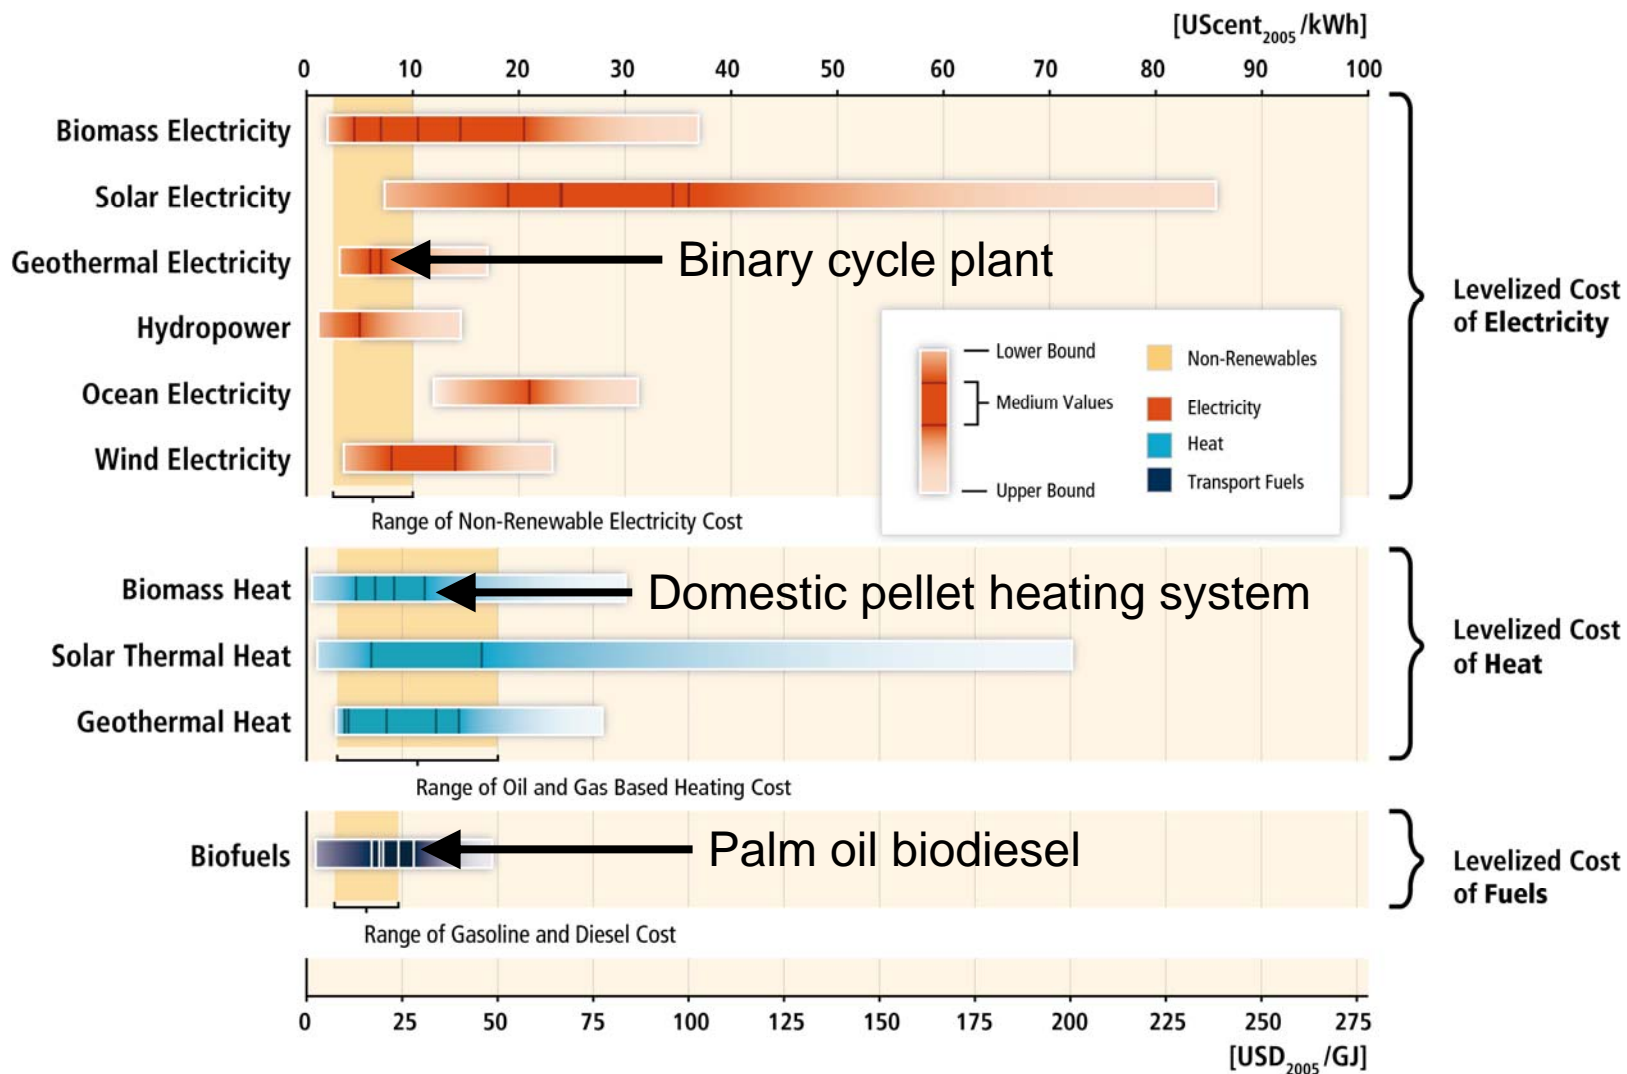 [UScent2005/kWh]
0 10 20 30 40 50 60 70 80 90 100
Biomass Electricity
Solar Electricity
Geothermal Electricity
Binary cycle plant
Hydropower
Ocean Electricity
Wind Electricity
Levelized Cost
of Electricity
Lower Bound
Medium Values
Upper Bound
Non-Renewables
Electricity
Heat
Transport Fuels
Range of Non-Renewable Electricity Cost
Biomass Heat
Domestic pellet heating system
Solar Thermal Heat
Geothermal Heat
Levelized Cost
of Heat
Range of Oil and Gas Based Heating Cost
Biofuels
Palm oil biodiesel
Levelized Cost
of Fuels
Range of Gasoline and Diesel Cost
0 25 50 75 100 125 150 175 200 225 250 275
[USD2005/GJ]